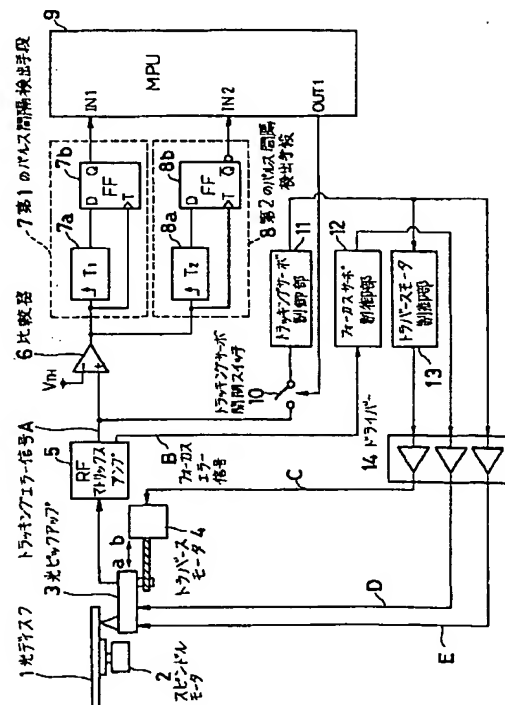 1 光ディスク
2
スピンドル
モータ
3 光ピックアップ
a b
トラバース
モータ 4
トラッキングエラー信号A
5
RF
マトリックス
アンプ
B フォーカス
エラー
信号
C
D
E
6 比較器
VTH
7 第1のパルス間隔検出手段
7a
T1
7b
D Q
FF
T
8a
T2
8b
D Q
FF
T
8 第2のパルス間隔
検出手段
9
MPU
IN1
IN2
OUT1
トラッキングサーボ
開閉スイッチ
10
11
トラッキングサーボ
制御部
12
フォーカスサーボ
制御部
トラバースモータ
制御部
13
14 ドライバー